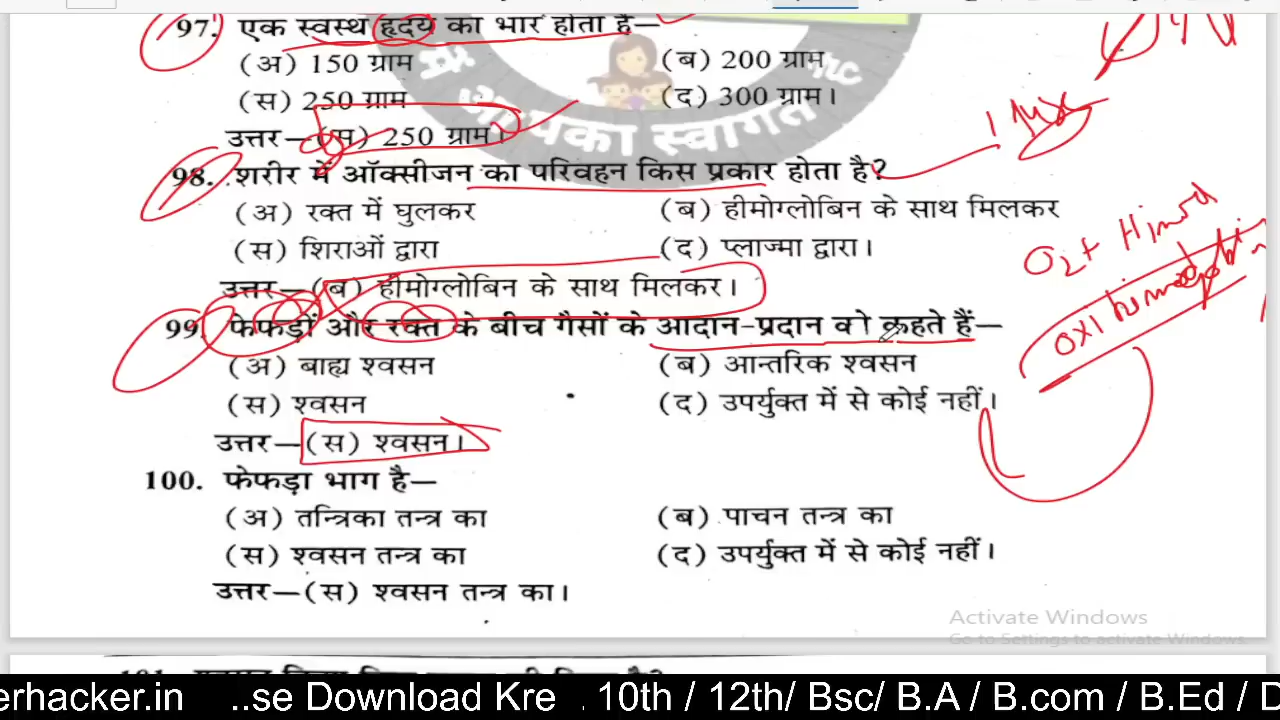 97. एक स्वस्थ हृदय का भार होता है—
(अ) 150 ग्राम (ब) 200 ग्राम
(स) 250 ग्राम (द) 300 ग्राम।
उत्तर—(स) 250 ग्राम।
आपका स्वागत
1 Mx
98. शरीर में ऑक्सीजन का परिवहन किस प्रकार होता है?
(अ) रक्त में घुलकर (ब) हीमोग्लोबिन के साथ मिलकर
(स) शिराओं द्वारा (द) प्लाज्मा द्वारा।
O2+
उत्तर—(ब) हीमोग्लोबिन के साथ मिलकर।
99. फेफड़ों और रक्त के बीच गैसों के आदान-प्रदान को कहते हैं—
(अ) बाह्य श्वसन (ब) आन्तरिक श्वसन
(स) श्वसन (द) उपर्युक्त में से कोई नहीं।
उत्तर—(स) श्वसन।
100. फेफड़ा भाग है—
(अ) तन्त्रिका तन्त्र का (ब) पाचन तन्त्र का
(स) श्वसन तन्त्र का (द) उपर्युक्त में से कोई नहीं।
उत्तर—(स) श्वसन तन्त्र का।
Activate Windows
Go to Settings to activate Windows.
erhacker.in ..se Download Kre . 10th / 12th/ Bsc/ B.A / B.com / B.Ed / D